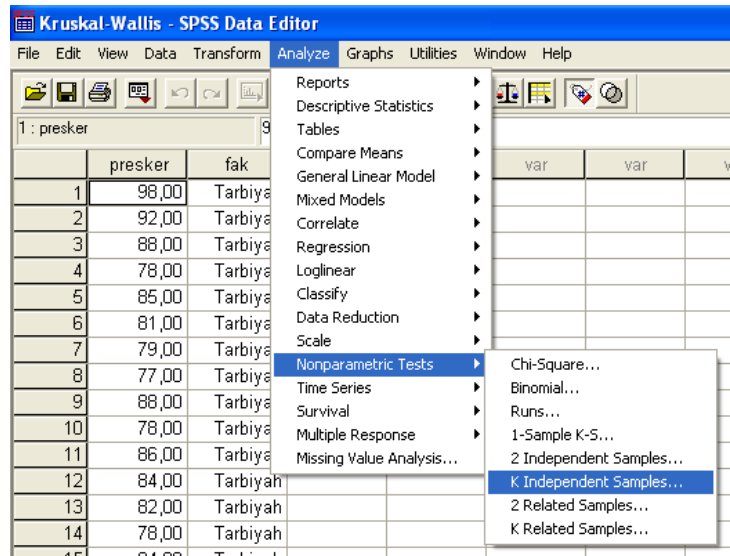 Kruskal-Wallis - SPSS Data Editor
File Edit View Data Transform Analyze Graphs Utilities Window Help
1 : presker 9
presker fak var var
1 98,00 Tarbiya
2 92,00 Tarbiya
3 88,00 Tarbiya
4 78,00 Tarbiya
5 85,00 Tarbiya
6 81,00 Tarbiya
7 79,00 Tarbiya
8 77,00 Tarbiya
9 88,00 Tarbiya
10 78,00 Tarbiya
11 86,00 Tarbiya
12 84,00 Tarbiyah
13 82,00 Tarbiyah
14 78,00 Tarbiyah
Reports
Descriptive Statistics
Tables
Compare Means
General Linear Model
Mixed Models
Correlate
Regression
Loglinear
Classify
Data Reduction
Scale
Nonparametric Tests
Time Series
Survival
Multiple Response
Missing Value Analysis...
Chi-Square...
Binomial...
Runs...
1-Sample K-S...
2 Independent Samples...
K Independent Samples...
2 Related Samples...
K Related Samples...